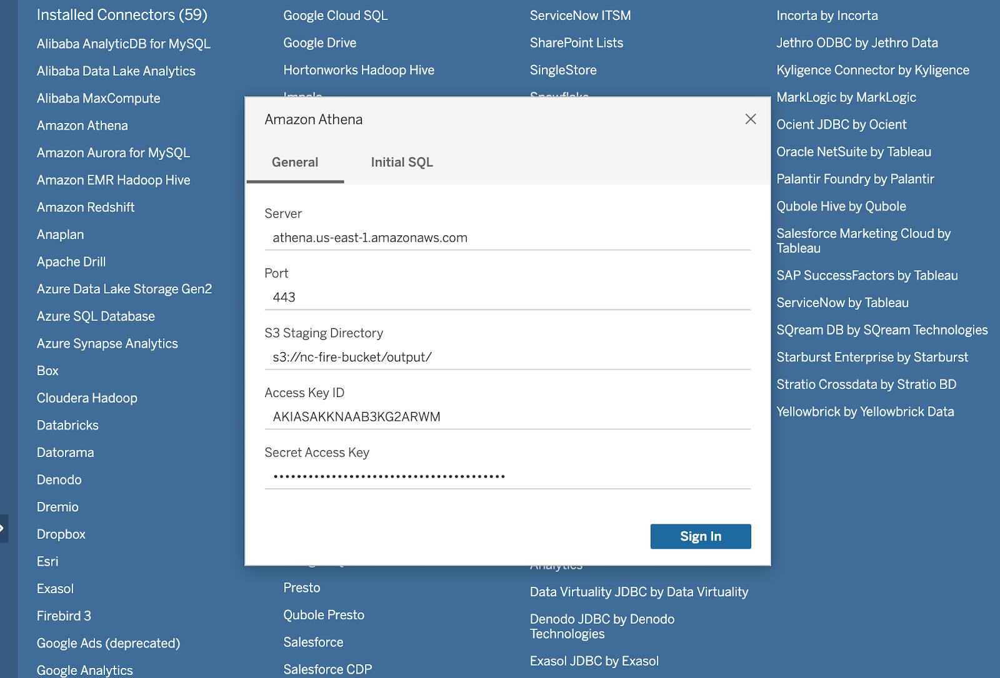 Installed Connectors (59)
Alibaba AnalyticDB for MySQL
Alibaba Data Lake Analytics
Alibaba MaxCompute
Amazon Athena
Amazon Aurora for MySQL
Amazon EMR Hadoop Hive
Amazon Redshift
Anaplan
Apache Drill
Azure Data Lake Storage Gen2
Azure SQL Database
Azure Synapse Analytics
Box
Cloudera Hadoop
Databricks
Datorama
Denodo
Dremio
Dropbox
Esri
Exasol
Firebird 3
Google Ads (deprecated)
Google Analytics
Google Cloud SQL
Google Drive
Hortonworks Hadoop Hive
Impala
Presto
Qubole Presto
Salesforce
Salesforce CDP
ServiceNow ITSM
SharePoint Lists
SingleStore
Snowflake
Analytics
Data Virtuality JDBC by Data Virtuality
Denodo JDBC by Denodo
Technologies
Exasol JDBC by Exasol
Incorta by Incorta
Jethro ODBC by Jethro Data
Kyligence Connector by Kyligence
MarkLogic by MarkLogic
Ocient JDBC by Ocient
Oracle NetSuite by Tableau
Palantir Foundry by Palantir
Qubole Hive by Qubole
Salesforce Marketing Cloud by
Tableau
SAP SuccessFactors by Tableau
ServiceNow by Tableau
SQream DB by SQream Technologies
Starburst Enterprise by Starburst
Stratio Crossdata by Stratio BD
Yellowbrick by Yellowbrick Data
Amazon Athena
General
Initial SQL
Server
athena.us-east-1.amazonaws.com
Port
443
S3 Staging Directory
s3://nc-fire-bucket/output/
Access Key ID
AKIASAKKNAAB3KG2ARWM
Secret Access Key
••••••••••••••••••••••••••••••••••••••••
Sign In